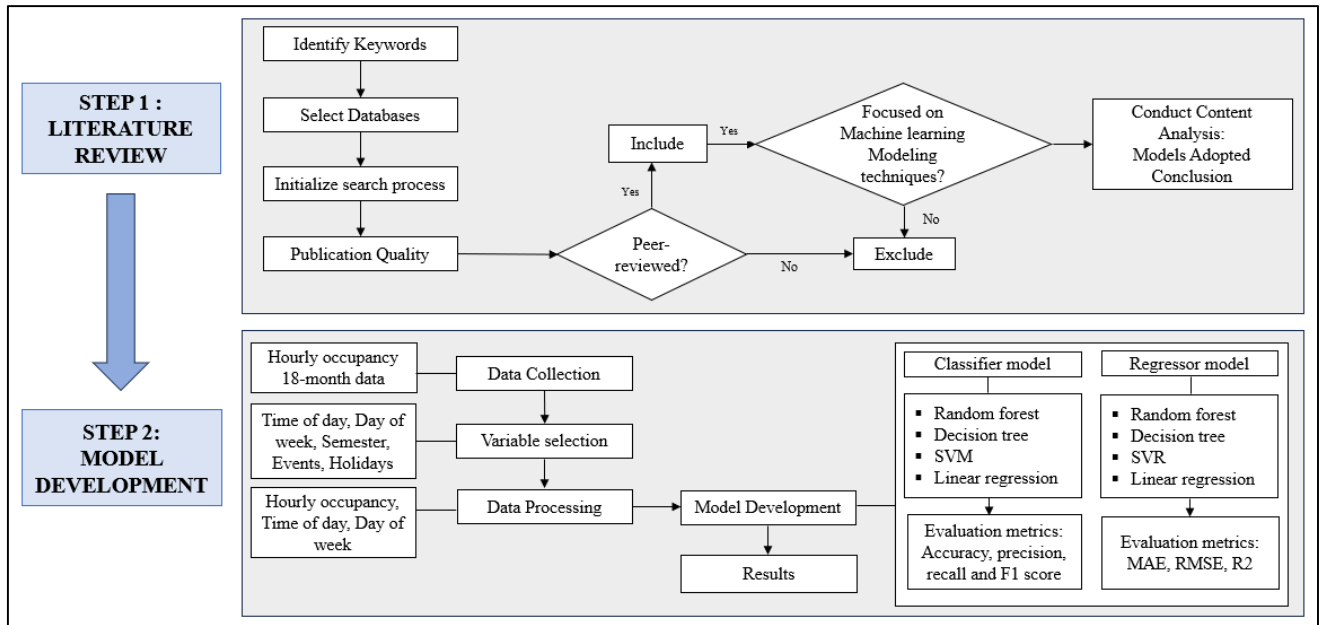 STEP 1 :
LITERATURE
REVIEW
Identify Keywords
Select Databases
Initialize search process
Publication Quality
Peer-
reviewed?
Yes
No
Include
Yes
Focused on
Machine learning
Modeling
techniques?
No
Exclude
Conduct Content
Analysis:
Models Adopted
Conclusion
STEP 2:
MODEL
DEVELOPMENT
Hourly occupancy
18-month data
Data Collection
Time of day, Day of
week, Semester,
Events, Holidays
Variable selection
Hourly occupancy,
Time of day, Day of
week
Data Processing
Model Development
Results
Classifier model
▪ Random forest
▪ Decision tree
▪ SVM
▪ Linear regression
Evaluation metrics:
Accuracy, precision,
recall and F1 score
Regressor model
▪ Random forest
▪ Decision tree
▪ SVR
▪ Linear regression
Evaluation metrics:
MAE, RMSE, R2